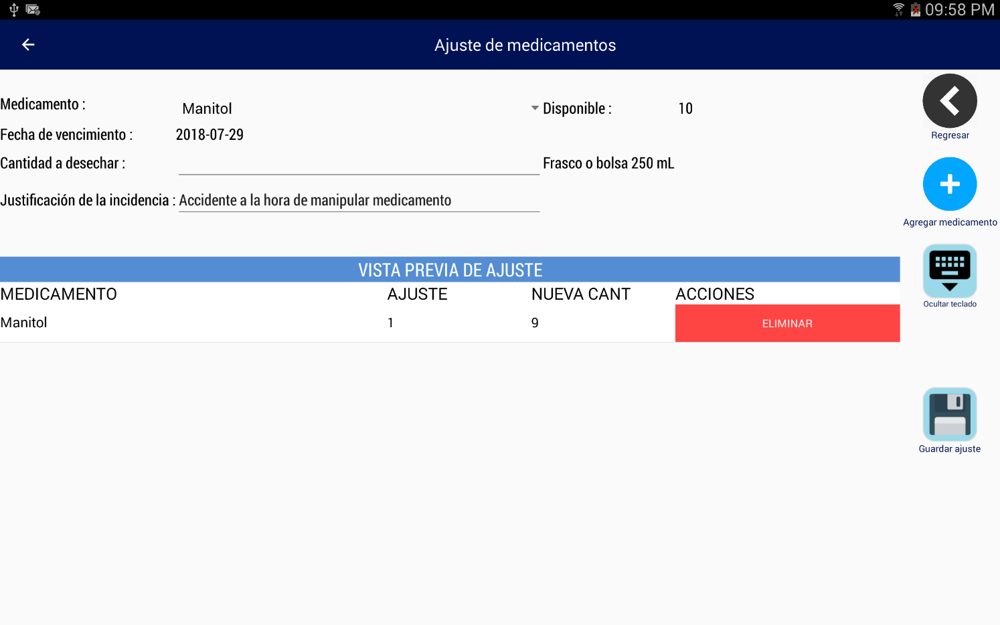 09:58 PM
Ajuste de medicamentos
Medicamento : Manitol Disponible : 10
Fecha de vencimiento : 2018-07-29
Cantidad a desechar : Frasco o bolsa 250 mL
Justificación de la incidencia : Accidente a la hora de manipular medicamento
Regresar
Agregar medicamento
Ocultar teclado
Guardar ajuste
VISTA PREVIA DE AJUSTE
MEDICAMENTO AJUSTE NUEVA CANT ACCIONES
Manitol 1 9 ELIMINAR